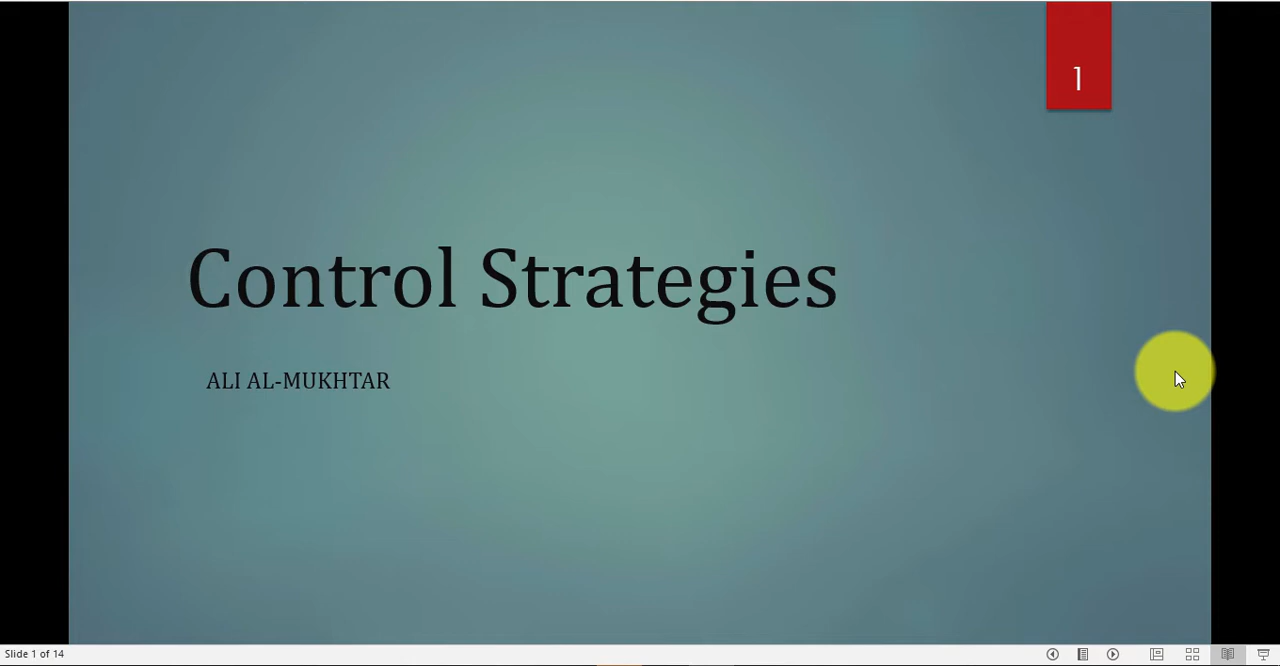 1
Control Strategies
ALI AL-MUKHTAR
Slide 1 of 14